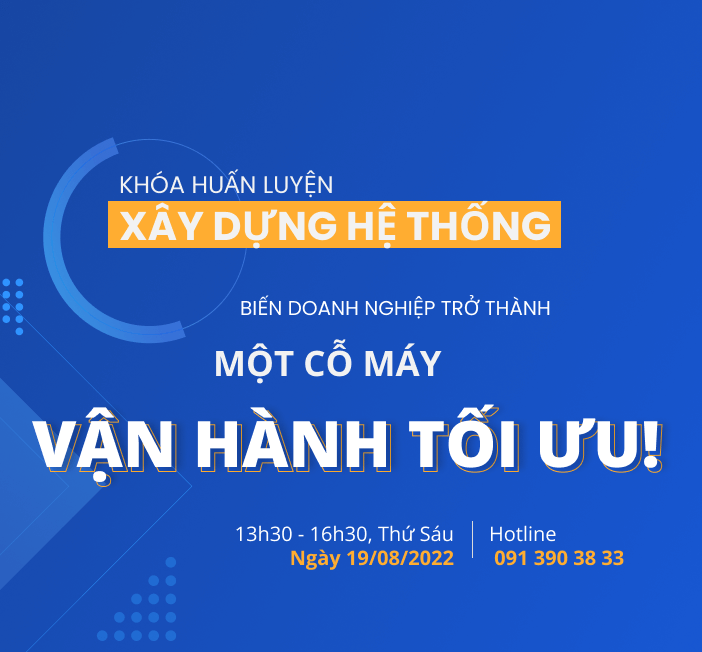 KHÓA HUẤN LUYỆN
XÂY DỰNG HỆ THỐNG
BIẾN DOANH NGHIỆP TRỞ THÀNH
MỘT CỖ MÁY
VẬN HÀNH TỐI ƯU!
13h30 - 16h30, Thứ Sáu
Ngày 19/08/2022
Hotline
091 390 38 33